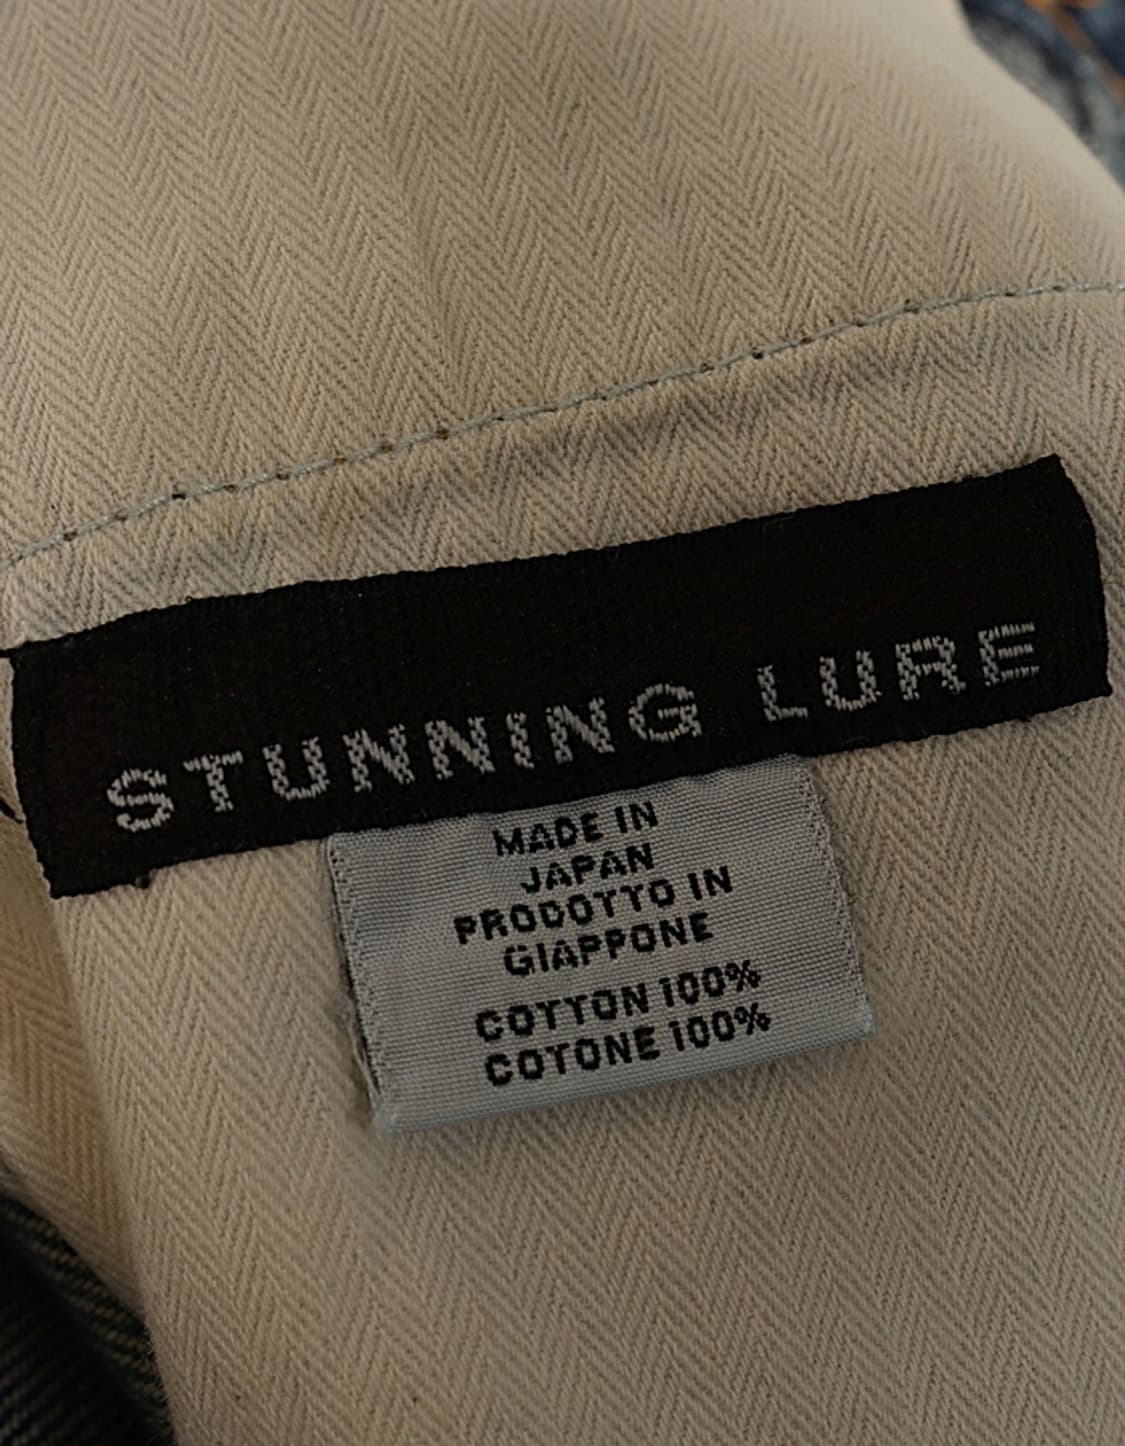 STUNNING LURE
MADE IN
JAPAN
PRODOTTO IN
GIAPPONE
COTTON 100%
COTONE 100%